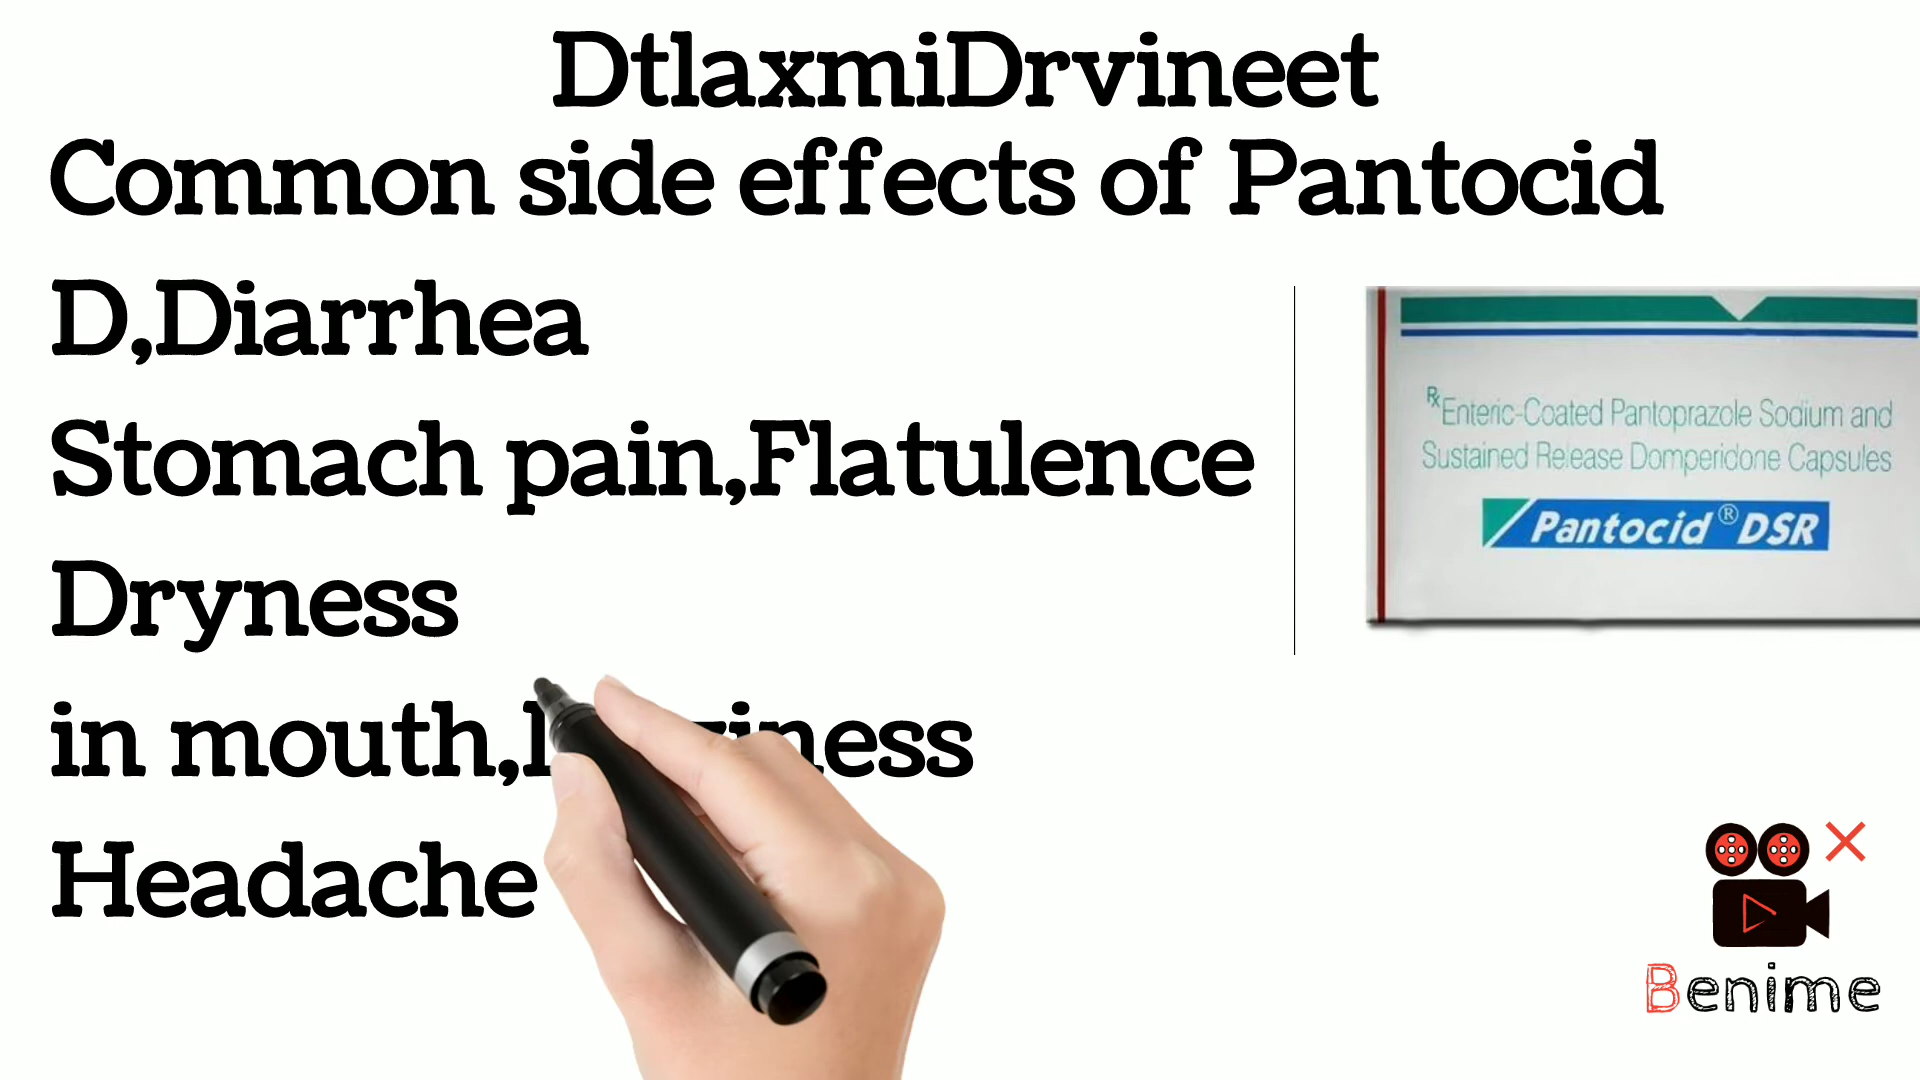 DtlaxmiDrvineet
Common side effects of Pantocid
D,Diarrhea
Stomach pain,Flatulence
Dryness
in mouth,
Headache
Rx Enteric-Coated Pantoprazole Sodium and
Sustained Release Domperidone Capsules
Pantocid® DSR
Benime